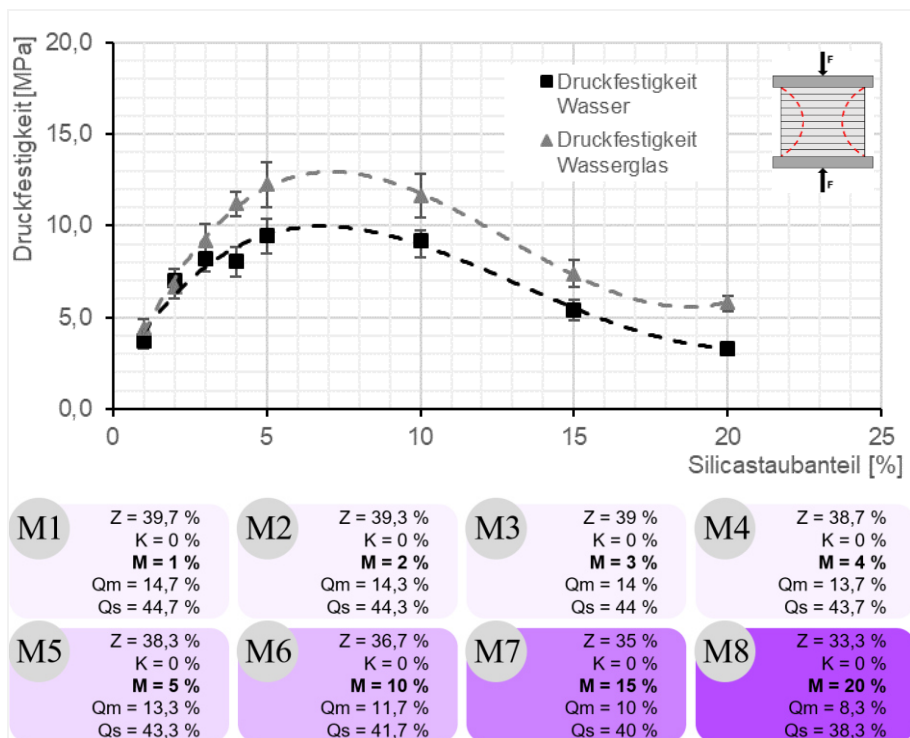 20,0
15,0
10,0
5,0
0,0
Druckfestigkeit [MPa]
Druckfestigkeit
Wasser
Druckfestigkeit
Wasserglas
F
F
0
5
10
15
20
25
Silicastaubanteil [%]
M1
Z = 39,7 %
K = 0 %
M = 1 %
Qm = 14,7 %
Qs = 44,7 %
M2
Z = 39,3 %
K = 0 %
M = 2 %
Qm = 14,3 %
Qs = 44,3 %
M3
Z = 39 %
K = 0 %
M = 3 %
Qm = 14 %
Qs = 44 %
M4
Z = 38,7 %
K = 0 %
M = 4 %
Qm = 13,7 %
Qs = 43,7 %
M5
Z = 38,3 %
K = 0 %
M = 5 %
Qm = 13,3 %
Qs = 43,3 %
M6
Z = 36,7 %
K = 0 %
M = 10 %
Qm = 11,7 %
Qs = 41,7 %
M7
Z = 35 %
K = 0 %
M = 15 %
Qm = 10 %
Qs = 40 %
M8
Z = 33,3 %
K = 0 %
M = 20 %
Qm = 8,3 %
Qs = 38,3 %